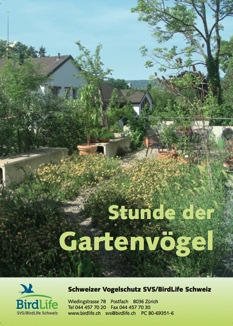 Stunde der
Gartenvögel
Schweizer Vogelschutz SVS/BirdLife Schweiz
BirdLife
SVS/BirdLife Schweiz
Wiedingstrasse 78 Postfach 8036 Zürich
Tel 044 457 70 20 Fax 044 457 70 30
www.birdlife.ch svs@birdlife.ch PC 80-69351-6